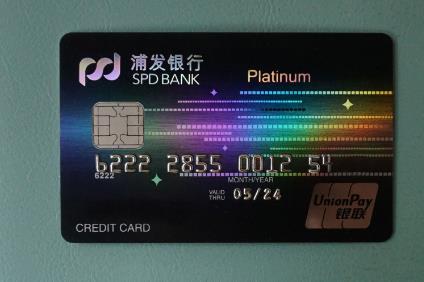 浦发银行
SPD BANK
Platinum
6222 2855 0012 54
6222
MONTH/YEAR
VALID THRU 05/24
UnionPay
银联
CREDIT CARD